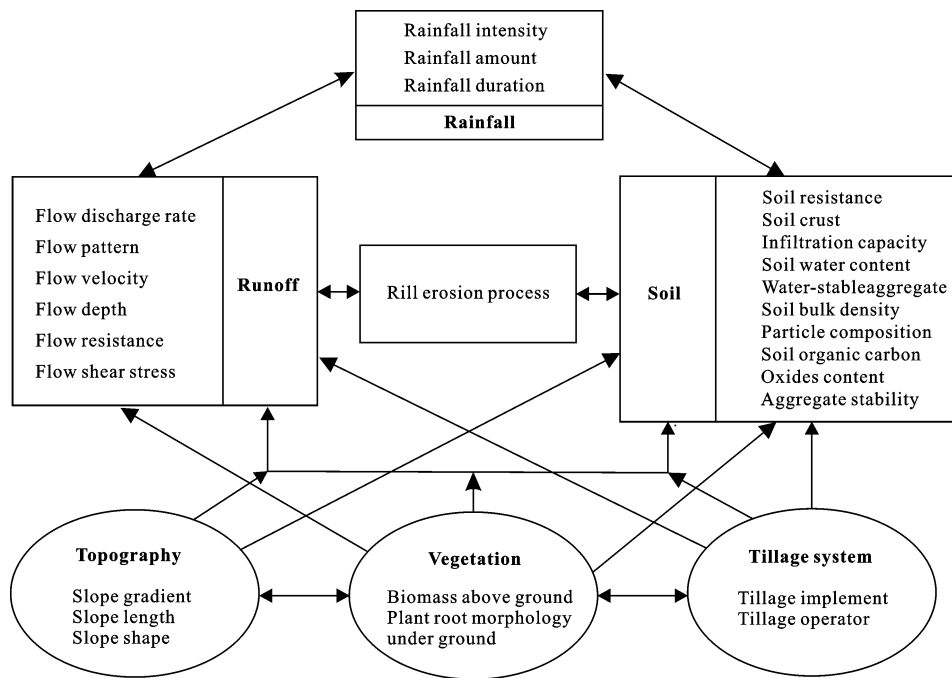 Rainfall intensity
Rainfall amount
Rainfall duration
Rainfall
Flow discharge rate
Flow pattern
Flow velocity
Flow depth
Flow resistance
Flow shear stress
Runoff
Rill erosion process
Soil
Soil resistance
Soil crust
Infiltration capacity
Soil water content
Water-stableaggregate
Soil bulk density
Particle composition
Soil organic carbon
Oxides content
Aggregate stability
Topography
Slope gradient
Slope length
Slope shape
Vegetation
Biomass above ground
Plant root morphology
under ground
Tillage system
Tillage implement
Tillage operator